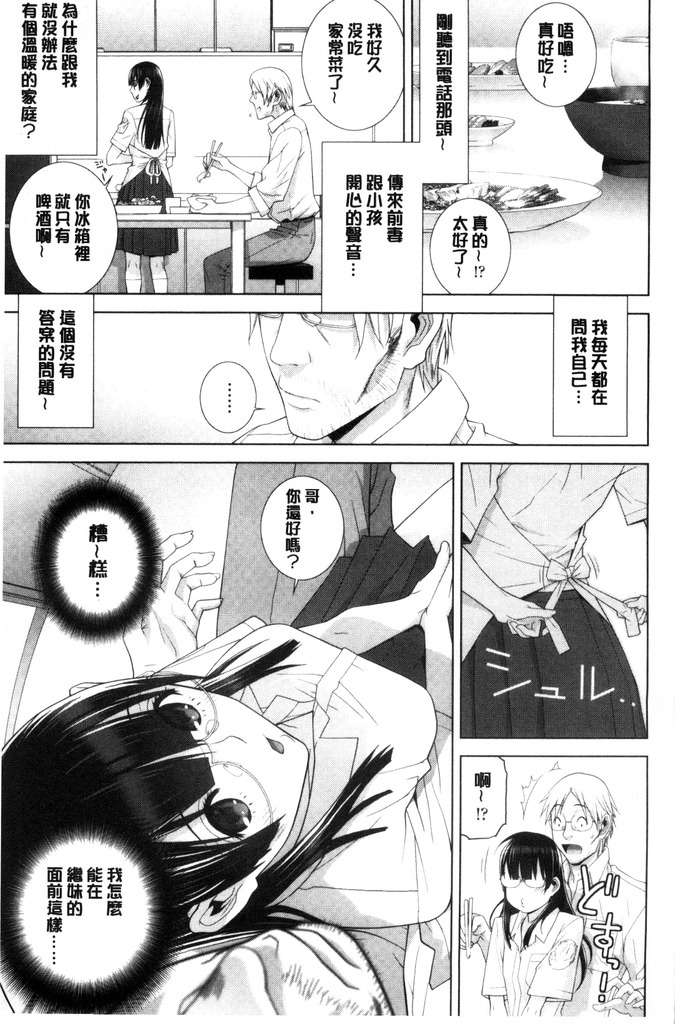 唔嗯…
真好吃～
真的～!?
太好了～
剛聽到電話那頭～
傳來前妻
跟小孩
開心的聲音…
我好久
沒吃
家常菜了～
你冰箱裡
就只有
啤酒啊～
為什麼跟我
就沒辦法
有個溫暖的家庭？
我每天都在
問我自己…
……
這個沒有
答案的問題～
シュル..
啊～!?
どきっ!!
哥，
你還好嗎？
糟～糕…
我怎麼
能在
繼妹的
面前這樣……